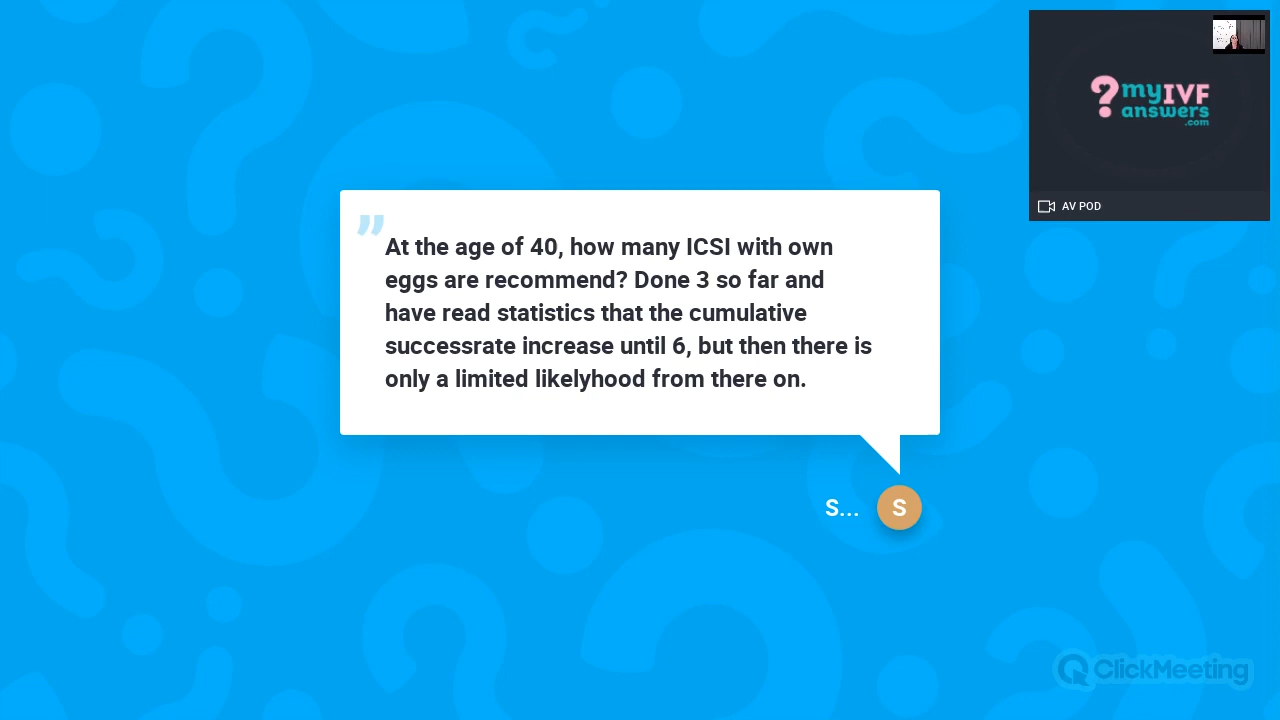 ?myIVF
answers
.com
AV POD
”
At the age of 40, how many ICSI with own
eggs are recommend? Done 3 so far and
have read statistics that the cumulative
successrate increase until 6, but then there is
only a limited likelyhood from there on.
S... S
ClickMeeting